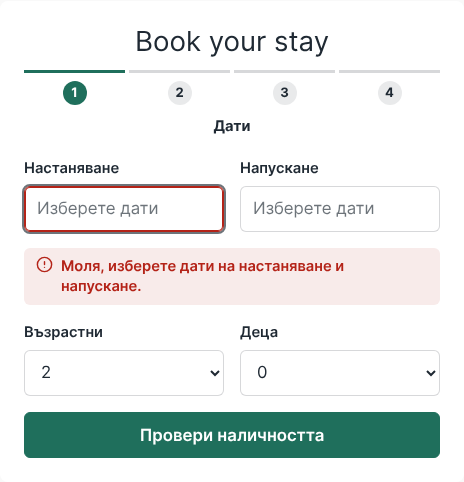 Book your stay
1 2 3 4
Дати
Настаняване Напускане
Изберете дати Изберете дати
Моля, изберете дати на настаняване и
напускане.
Възрастни Деца
2 0
Провери наличността